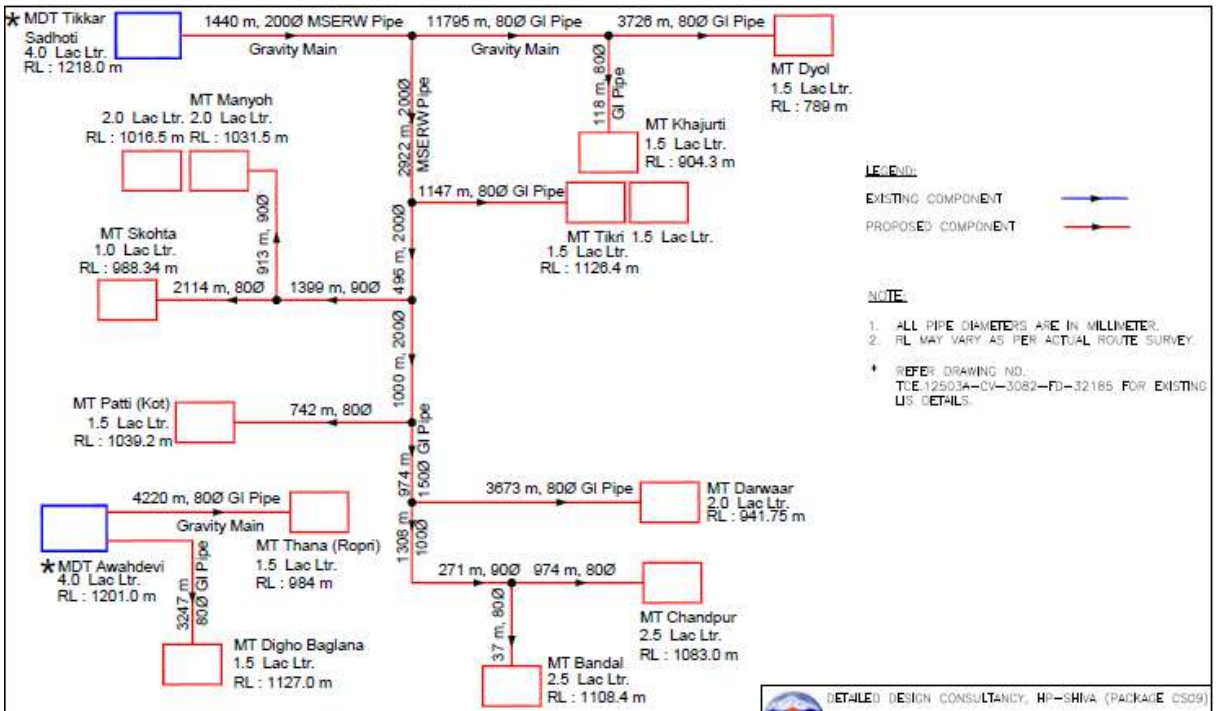 * MDT Tikkar
Sadhoti
4.0 Lac Ltr.
RL : 1218.0 m
1440 m, 200Ø MSERW Pipe
Gravity Main
11795 m, 80Ø GI Pipe
Gravity Main
3726 m, 80Ø GI Pipe
MT Dyol
1.5 Lac Ltr.
RL : 789 m
118 m, 80Ø
GI Pipe
MT Khajurti
1.5 Lac Ltr.
RL : 904.3 m
2922 m, 200Ø
MSERW Pipe
MT Manyoh
2.0 Lac Ltr. 2.0 Lac Ltr.
RL : 1016.5 m RL : 1031.5 m
1147 m, 80Ø GI Pipe
MT Tikri 1.5 Lac Ltr.
1.5 Lac Ltr.
RL : 1126.4 m
913 m, 90Ø
496 m, 200Ø
MT Skohta
1.0 Lac Ltr.
RL : 988.34 m
2114 m, 80Ø
1399 m, 90Ø
1000 m, 200Ø
MT Patti (Kot)
1.5 Lac Ltr.
RL : 1039.2 m
742 m, 80Ø
974 m
150Ø GI Pipe
3673 m, 80Ø GI Pipe
MT Darwaar
2.0 Lac Ltr.
RL : 941.75 m
1308 m
100Ø
4220 m, 80Ø GI Pipe
Gravity Main
MT Thana (Ropri)
1.5 Lac Ltr.
RL : 984 m
* MDT Awahdevi
4.0 Lac Ltr.
RL : 1201.0 m
3247 m
80Ø GI Pipe
MT Digho Baglana
1.5 Lac Ltr.
RL : 1127.0 m
271 m, 90Ø
974 m, 80Ø
MT Chandpur
2.5 Lac Ltr.
RL : 1083.0 m
37 m, 80Ø
MT Bandal
2.5 Lac Ltr.
RL : 1108.4 m
LEGEND:
EXISTING COMPONENT
PROPOSED COMPONENT
NOTE:
1. ALL PIPE DIAMETERS ARE IN MILLIMETER.
2. RL MAY VARY AS PER ACTUAL ROUTE SURVEY.
* REFER DRAWING NO.
TCE.12503A-CV-3082-FD-32185 FOR EXISTING
LIS DETAILS.
DETAILED DESIGN CONSULTANCY, HP-SHIVA (PACKAGE CS09)